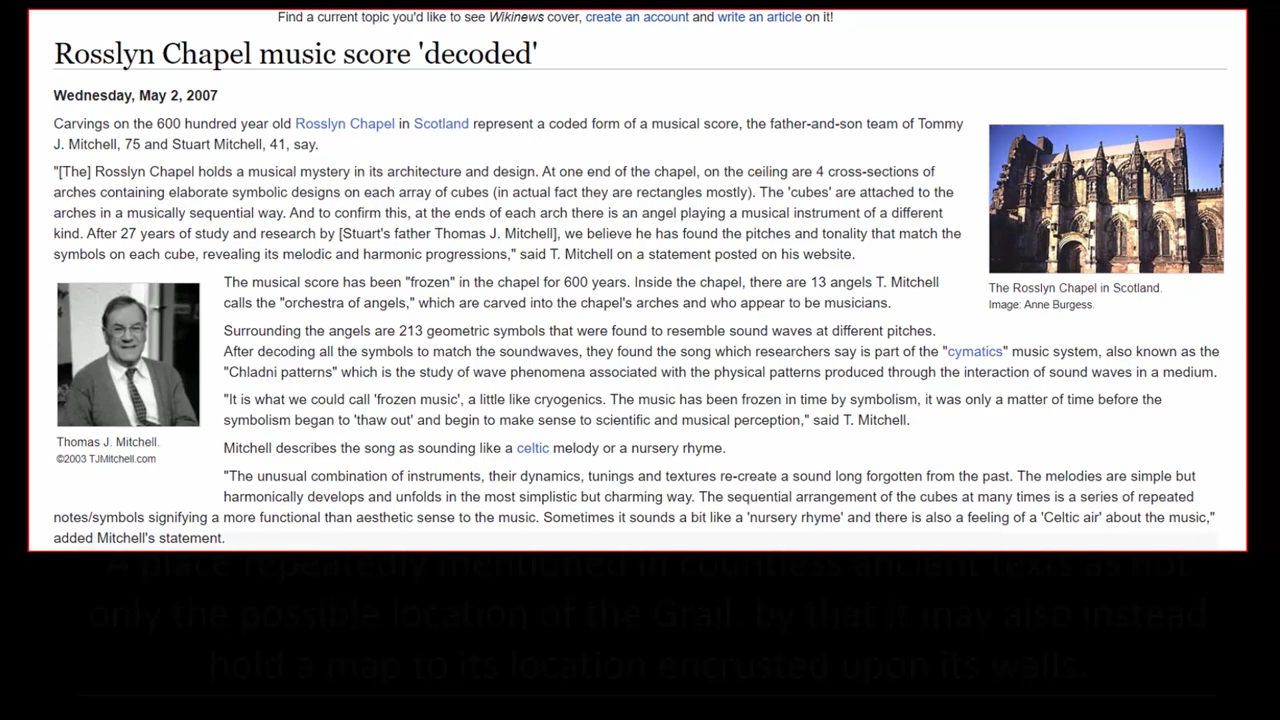 Find a current topic you'd like to see Wikinews cover, create an account and write an article on it!
Rosslyn Chapel music score 'decoded'
Wednesday, May 2, 2007
Carvings on the 600 hundred year old Rosslyn Chapel in Scotland represent a coded form of a musical score, the father-and-son team of Tommy
J. Mitchell, 75 and Stuart Mitchell, 41, say.
"[The] Rosslyn Chapel holds a musical mystery in its architecture and design. At one end of the chapel, on the ceiling are 4 cross-sections of
arches containing elaborate symbolic designs on each array of cubes (in actual fact they are rectangles mostly). The 'cubes' are attached to the
arches in a musically sequential way. And to confirm this, at the ends of each arch there is an angel playing a musical instrument of a different
kind. After 27 years of study and research by [Stuart's father Thomas J. Mitchell], we believe he has found the pitches and tonality that match the
symbols on each cube, revealing its melodic and harmonic progressions," said T. Mitchell on a statement posted on his website.
The Rosslyn Chapel in Scotland.
Image: Anne Burgess.
The musical score has been "frozen" in the chapel for 600 years. Inside the chapel, there are 13 angels T. Mitchell
calls the "orchestra of angels," which are carved into the chapel's arches and who appear to be musicians.
Surrounding the angels are 213 geometric symbols that were found to resemble sound waves at different pitches.
After decoding all the symbols to match the soundwaves, they found the song which researchers say is part of the "cymatics" music system, also known as the
"Chladni patterns" which is the study of wave phenomena associated with the physical patterns produced through the interaction of sound waves in a medium.
"It is what we could call 'frozen music', a little like cryogenics. The music has been frozen in time by symbolism, it was only a matter of time before the
symbolism began to 'thaw out' and begin to make sense to scientific and musical perception," said T. Mitchell.
Thomas J. Mitchell.
©2003 TJMitchell.com
Mitchell describes the song as sounding like a celtic melody or a nursery rhyme.
"The unusual combination of instruments, their dynamics, tunings and textures re-create a sound long forgotten from the past. The melodies are simple but
harmonically develops and unfolds in the most simplistic but charming way. The sequential arrangement of the cubes at many times is a series of repeated
notes/symbols signifying a more functional than aesthetic sense to the music. Sometimes it sounds a bit like a 'nursery rhyme' and there is also a feeling of a 'Celtic air' about the music,"
added Mitchell's statement.
A place repeatedly mentioned in countless ancient texts as not
only the possible location of the Grail, by that it may also instead
hold a map to its location encrusted upon its walls.